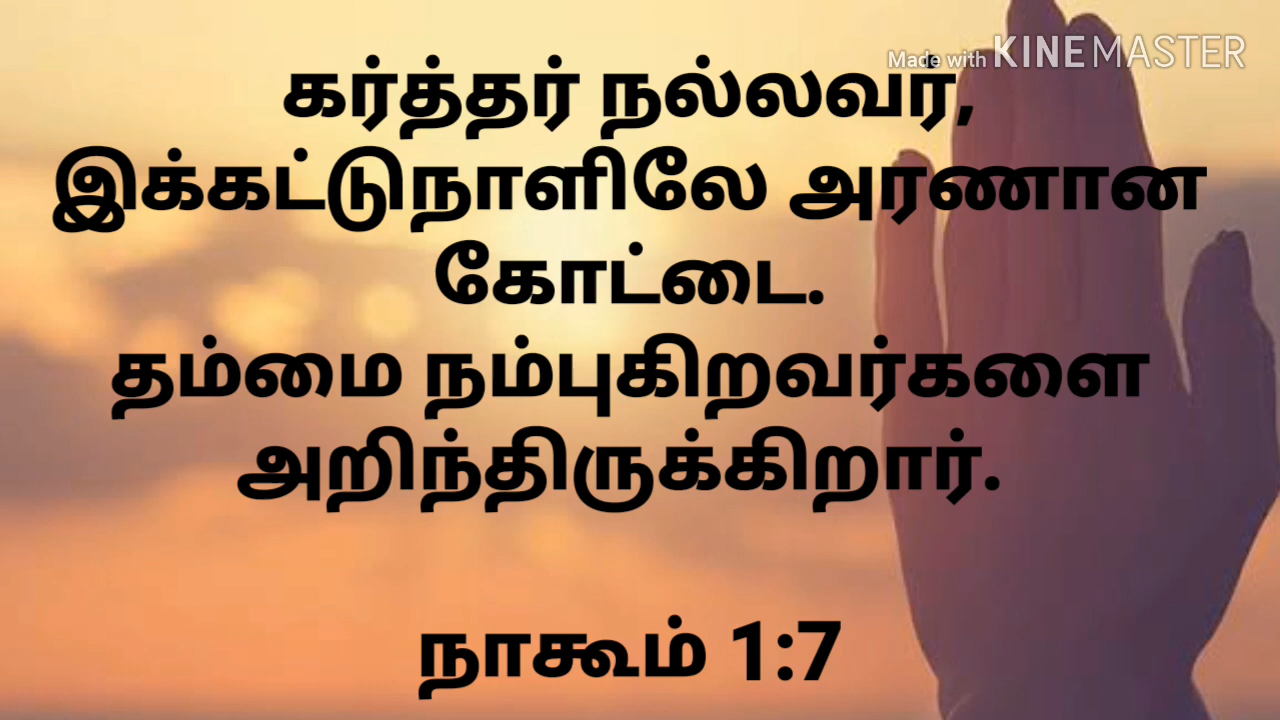 Made with KINEMASTER
கர்த்தர் நல்லவர்,
இக்கட்டுநாளிலே அரணான
கோட்டை.
தம்மை நம்புகிறவர்களை
அறிந்திருக்கிறார்.
நாகூம் 1:7